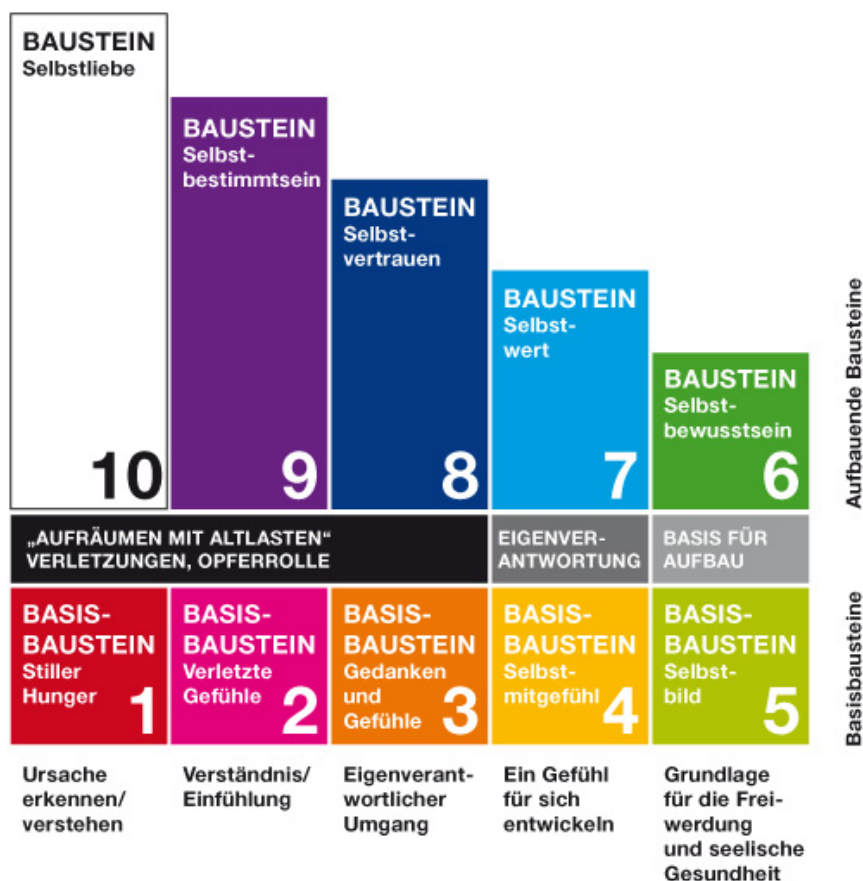 BAUSTEIN
Selbstliebe
10
BAUSTEIN
Selbst-
bestimmtsein
9
BAUSTEIN
Selbst-
vertrauen
8
BAUSTEIN
Selbst-
wert
7
BAUSTEIN
Selbst-
bewusstsein
6
Aufbauende Bausteine
„AUFRÄUMEN MIT ALTLASTEN“
VERLETZUNGEN, OPFERROLLE
EIGENVER-
ANTWORTUNG
BASIS FÜR
AUFBAU
BASIS-
BAUSTEIN
Stiller
Hunger
1
BASIS-
BAUSTEIN
Verletzte
Gefühle
2
BASIS-
BAUSTEIN
Gedanken
und
Gefühle
3
BASIS-
BAUSTEIN
Selbst-
mitgefühl
4
BASIS-
BAUSTEIN
Selbst-
bild
5
Basisbausteine
Ursache
erkennen/
verstehen
Verständnis/
Einfühlung
Eigenverant-
wortlicher
Umgang
Ein Gefühl
für sich
entwickeln
Grundlage
für die Frei-
werdung
und seelische
Gesundheit